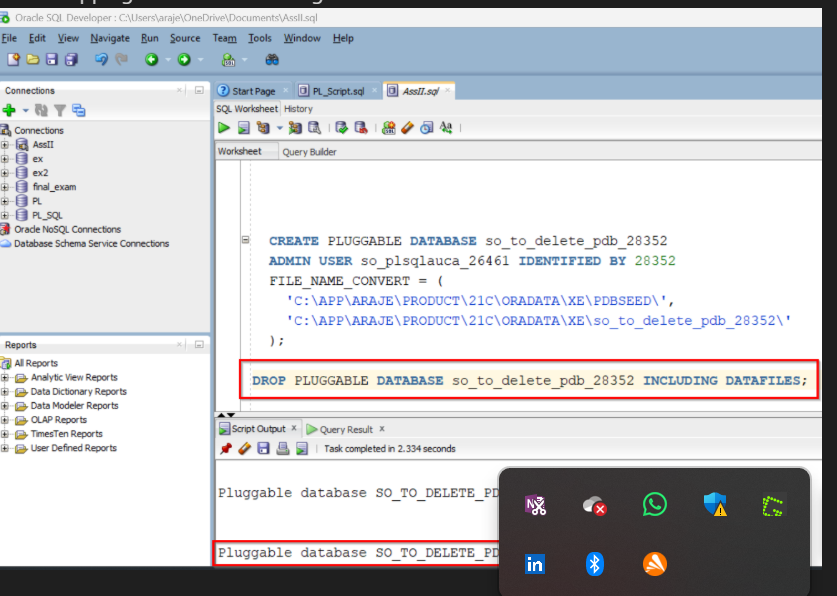 Oracle SQL Developer : C:\Users\araje\OneDrive\Documents\AssII.sql
File Edit View Navigate Run Source Team Tools Window Help
Connections
Connections
AssII
ex
ex2
final_exam
PL
PL_SQL
Oracle NoSQL Connections
Database Schema Service Connections
Reports
All Reports
Analytic View Reports
Data Dictionary Reports
Data Modeler Reports
OLAP Reports
TimesTen Reports
User Defined Reports
Start Page PL_Script.sql AssII.sql
SQL Worksheet History
Worksheet Query Builder
CREATE PLUGGABLE DATABASE so_to_delete_pdb_28352
ADMIN USER so_plsqlauca_26461 IDENTIFIED BY 28352
FILE_NAME_CONVERT = (
'C:\APP\ARAJE\PRODUCT\21C\ORADATA\XE\PDBSEED\',
'C:\APP\ARAJE\PRODUCT\21C\ORADATA\XE\so_to_delete_pdb_28352\'
);
DROP PLUGGABLE DATABASE so_to_delete_pdb_28352 INCLUDING DATAFILES;
Script Output x Query Result x
Task completed in 2.334 seconds
Pluggable database SO_TO_DELETE_PD
Pluggable database SO_TO_DELETE_PD
N
in